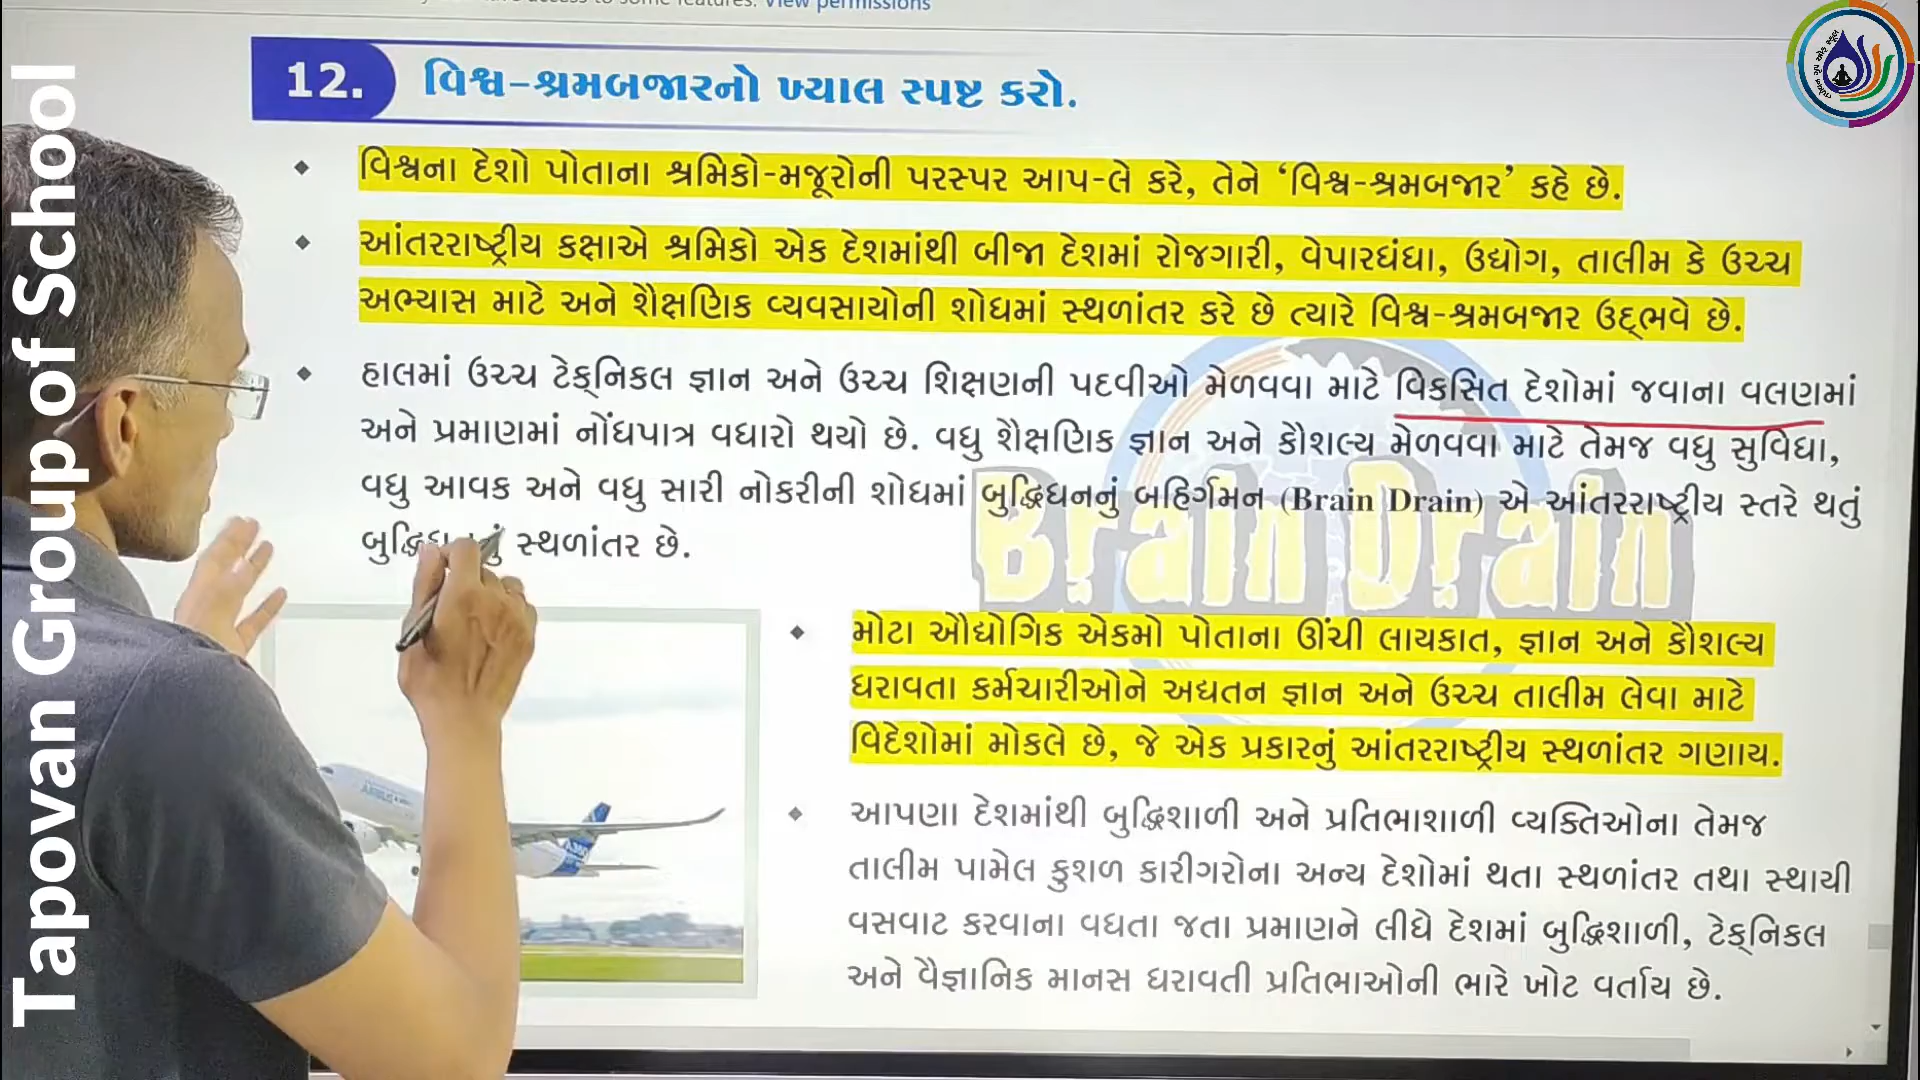 View permissions
12. વિશ્વ-શ્રમબજારનો ખ્યાલ સ્પષ્ટ કરો.
વિશ્વના દેશો પોતાના શ્રમિકો-મજૂરોની પરસ્પર આપ-લે કરે, તેને ‘વિશ્વ-શ્રમબજાર’ કહે છે.
આંતરરાષ્ટ્રીય કક્ષાએ શ્રમિકો એક દેશમાંથી બીજા દેશમાં રોજગારી, વેપારધંધા, ઉદ્યોગ, તાલીમ કે ઉચ્ચ
અભ્યાસ માટે અને શૈક્ષણિક વ્યવસાયોની શોધમાં સ્થળાંતર કરે છે ત્યારે વિશ્વ-શ્રમબજાર ઉદ્ભવે છે.
હાલમાં ઉચ્ચ ટેક્નિકલ જ્ઞાન અને ઉચ્ચ શિક્ષણની પદવીઓ મેળવવા માટે વિકસિત દેશોમાં જવાના વલણમાં
અને પ્રમાણમાં નોંધપાત્ર વધારો થયો છે. વધુ શૈક્ષણિક જ્ઞાન અને કૌશલ્ય મેળવવા માટે તેમજ વધુ સુવિધા,
વધુ આવક અને વધુ સારી નોકરીની શોધમાં બુદ્ધિધનનું બહિર્ગમન (Brain Drain) એ આંતરરાષ્ટ્રીય સ્તરે થતું
સ્થળાંતર છે.
Brain Drain
મોટા ઔદ્યોગિક એકમો પોતાના ઊંચી લાયકાત, જ્ઞાન અને કૌશલ્ય
ધરાવતા કર્મચારીઓને અદ્યતન જ્ઞાન અને ઉચ્ચ તાલીમ લેવા માટે
વિદેશોમાં મોકલે છે, જે એક પ્રકારનું આંતરરાષ્ટ્રીય સ્થળાંતર ગણાય.
આપણા દેશમાંથી બુદ્ધિશાળી અને પ્રતિભાશાળી વ્યક્તિઓના તેમજ
તાલીમ પામેલ કુશળ કારીગરોના અન્ય દેશોમાં થતા સ્થળાંતર તથા સ્થાયી
વસવાટ કરવાના વધતા જતા પ્રમાણને લીધે દેશમાં બુદ્ધિશાળી, ટેક્નિકલ
અને વૈજ્ઞાનિક માનસ ધરાવતી પ્રતિભાઓની ભારે ખોટ વર્તાય છે.
Tapovan Group of School